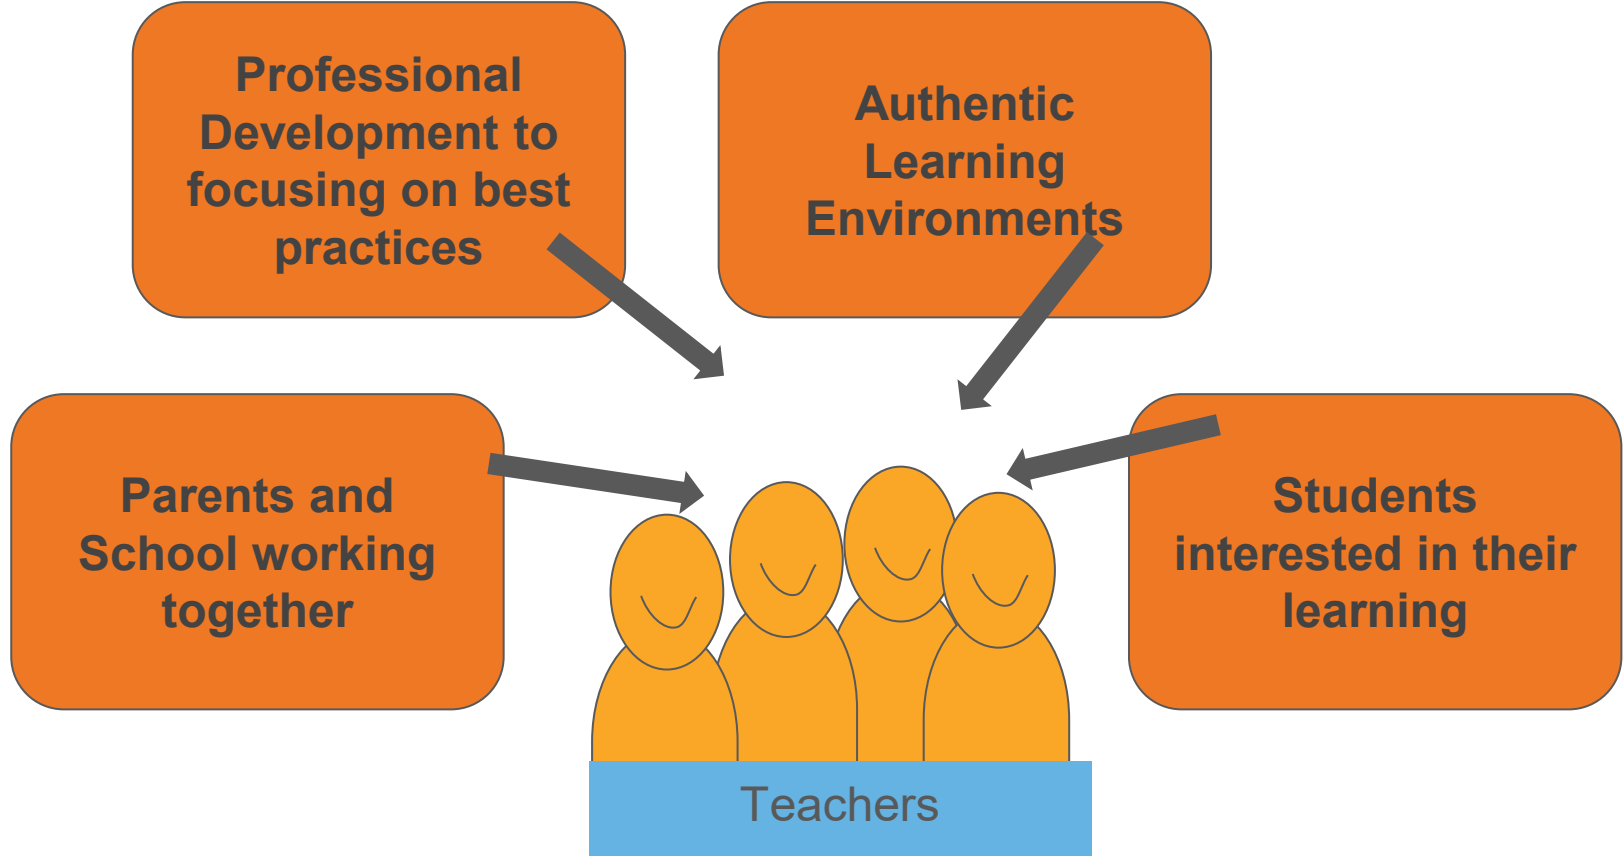 Professional
Development to
focusing on best
practices
Authentic
Learning
Environments
Parents and
School working
together
Students
interested in their
learning
Teachers